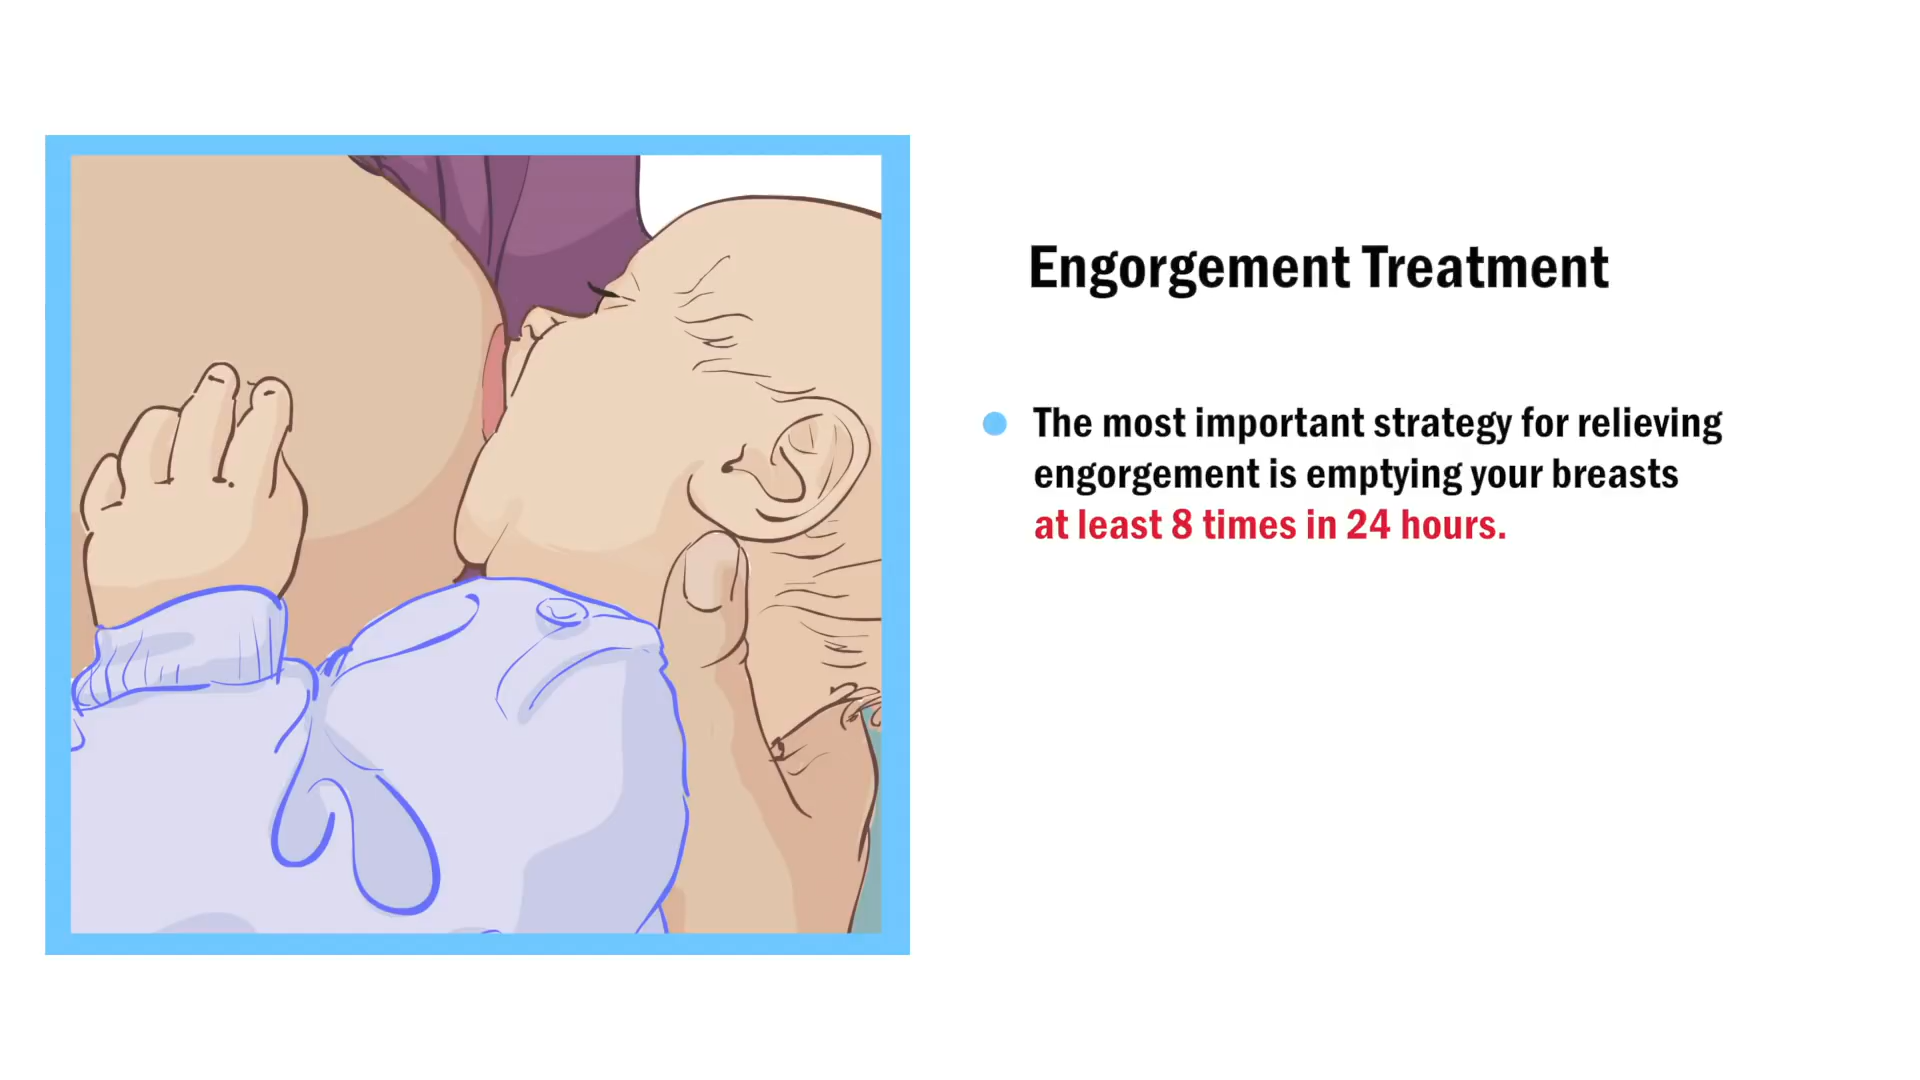 Engorgement Treatment
The most important strategy for relieving
engorgement is emptying your breasts
at least 8 times in 24 hours.